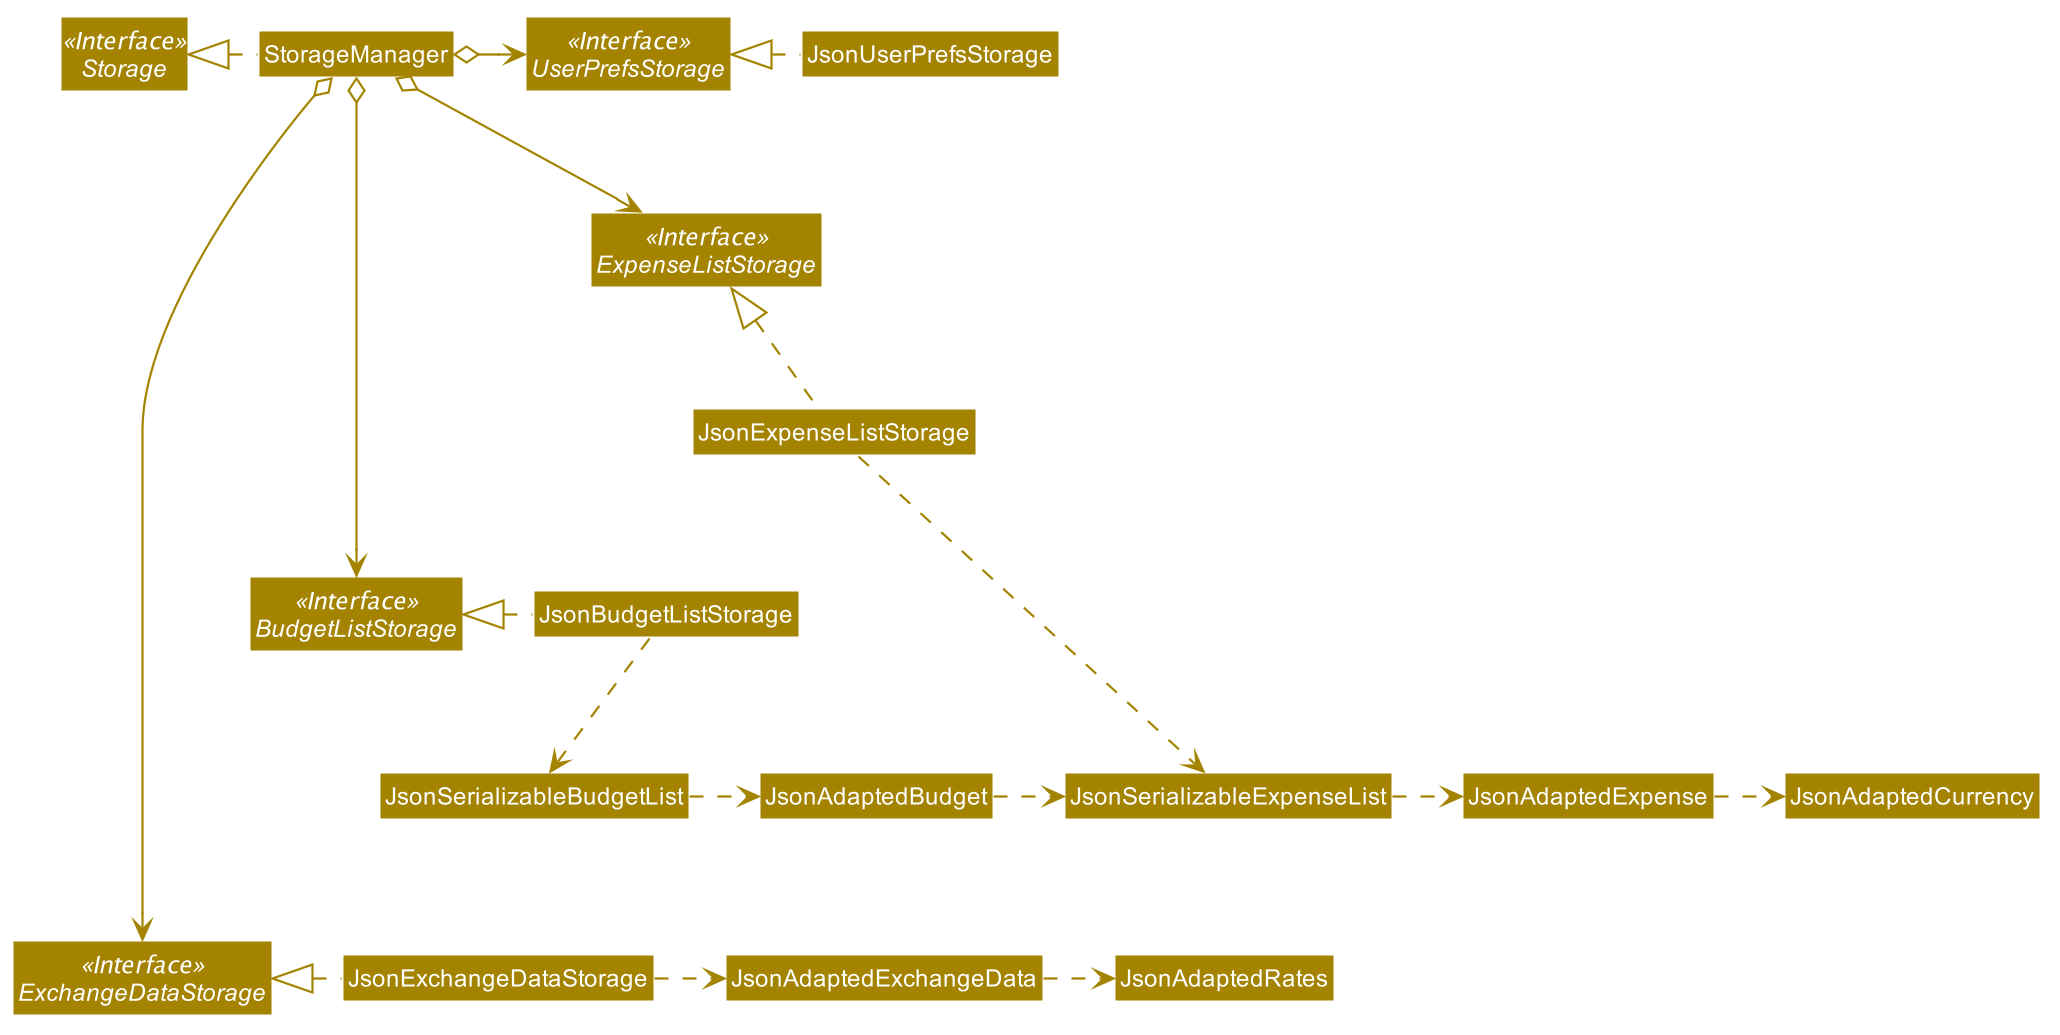 «Interface»
Storage
StorageManager
«Interface»
UserPrefsStorage
JsonUserPrefsStorage
«Interface»
ExpenseListStorage
JsonExpenseListStorage
«Interface»
BudgetListStorage
JsonBudgetListStorage
JsonSerializableBudgetList
JsonAdaptedBudget
JsonSerializableExpenseList
JsonAdaptedExpense
JsonAdaptedCurrency
«Interface»
ExchangeDataStorage
JsonExchangeDataStorage
JsonAdaptedExchangeData
JsonAdaptedRates